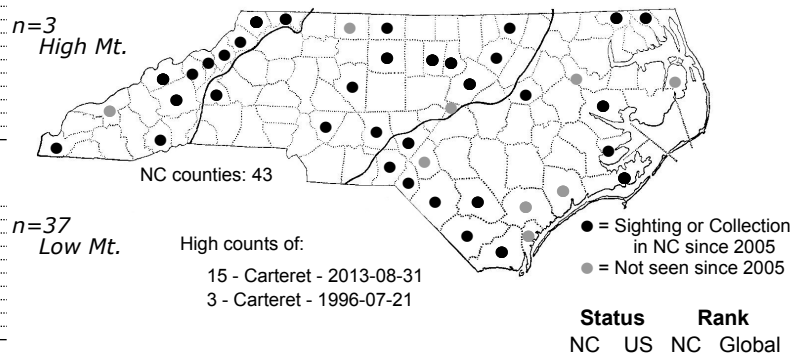 n=3
High Mt.
NC counties: 43
n=37
Low Mt.
High counts of:
15 - Carteret - 2013-08-31
3 - Carteret - 1996-07-21
= Sighting or Collection
in NC since 2005
= Not seen since 2005
Status Rank
NC US NC Global